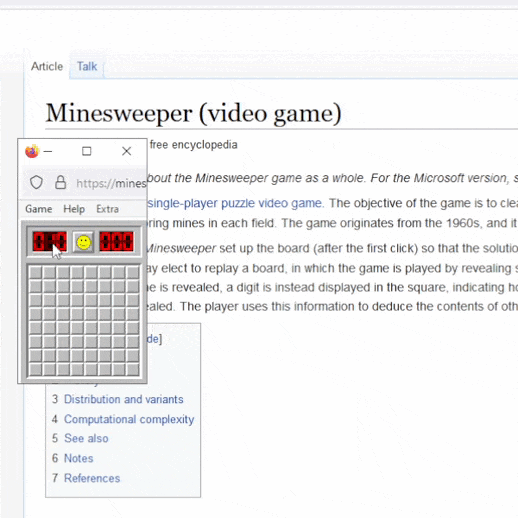 Article Talk
Minesweeper (video game)
free encyclopedia
https://mines
bout the Minesweeper game as a whole. For the Microsoft version, s
Game Help Extra
single-player puzzle video game. The objective of the game is to clea
ring mines in each field. The game originates from the 1960s, and it
Minesweeper set up the board (after the first click) so that the solutio
ay elect to replay a board, in which the game is played by revealing s
e is revealed, a digit is instead displayed in the square, indicating ho
ealed. The player uses this information to deduce the contents of oth
de]
3 Distribution and variants
4 Computational complexity
5 See also
6 Notes
7 References